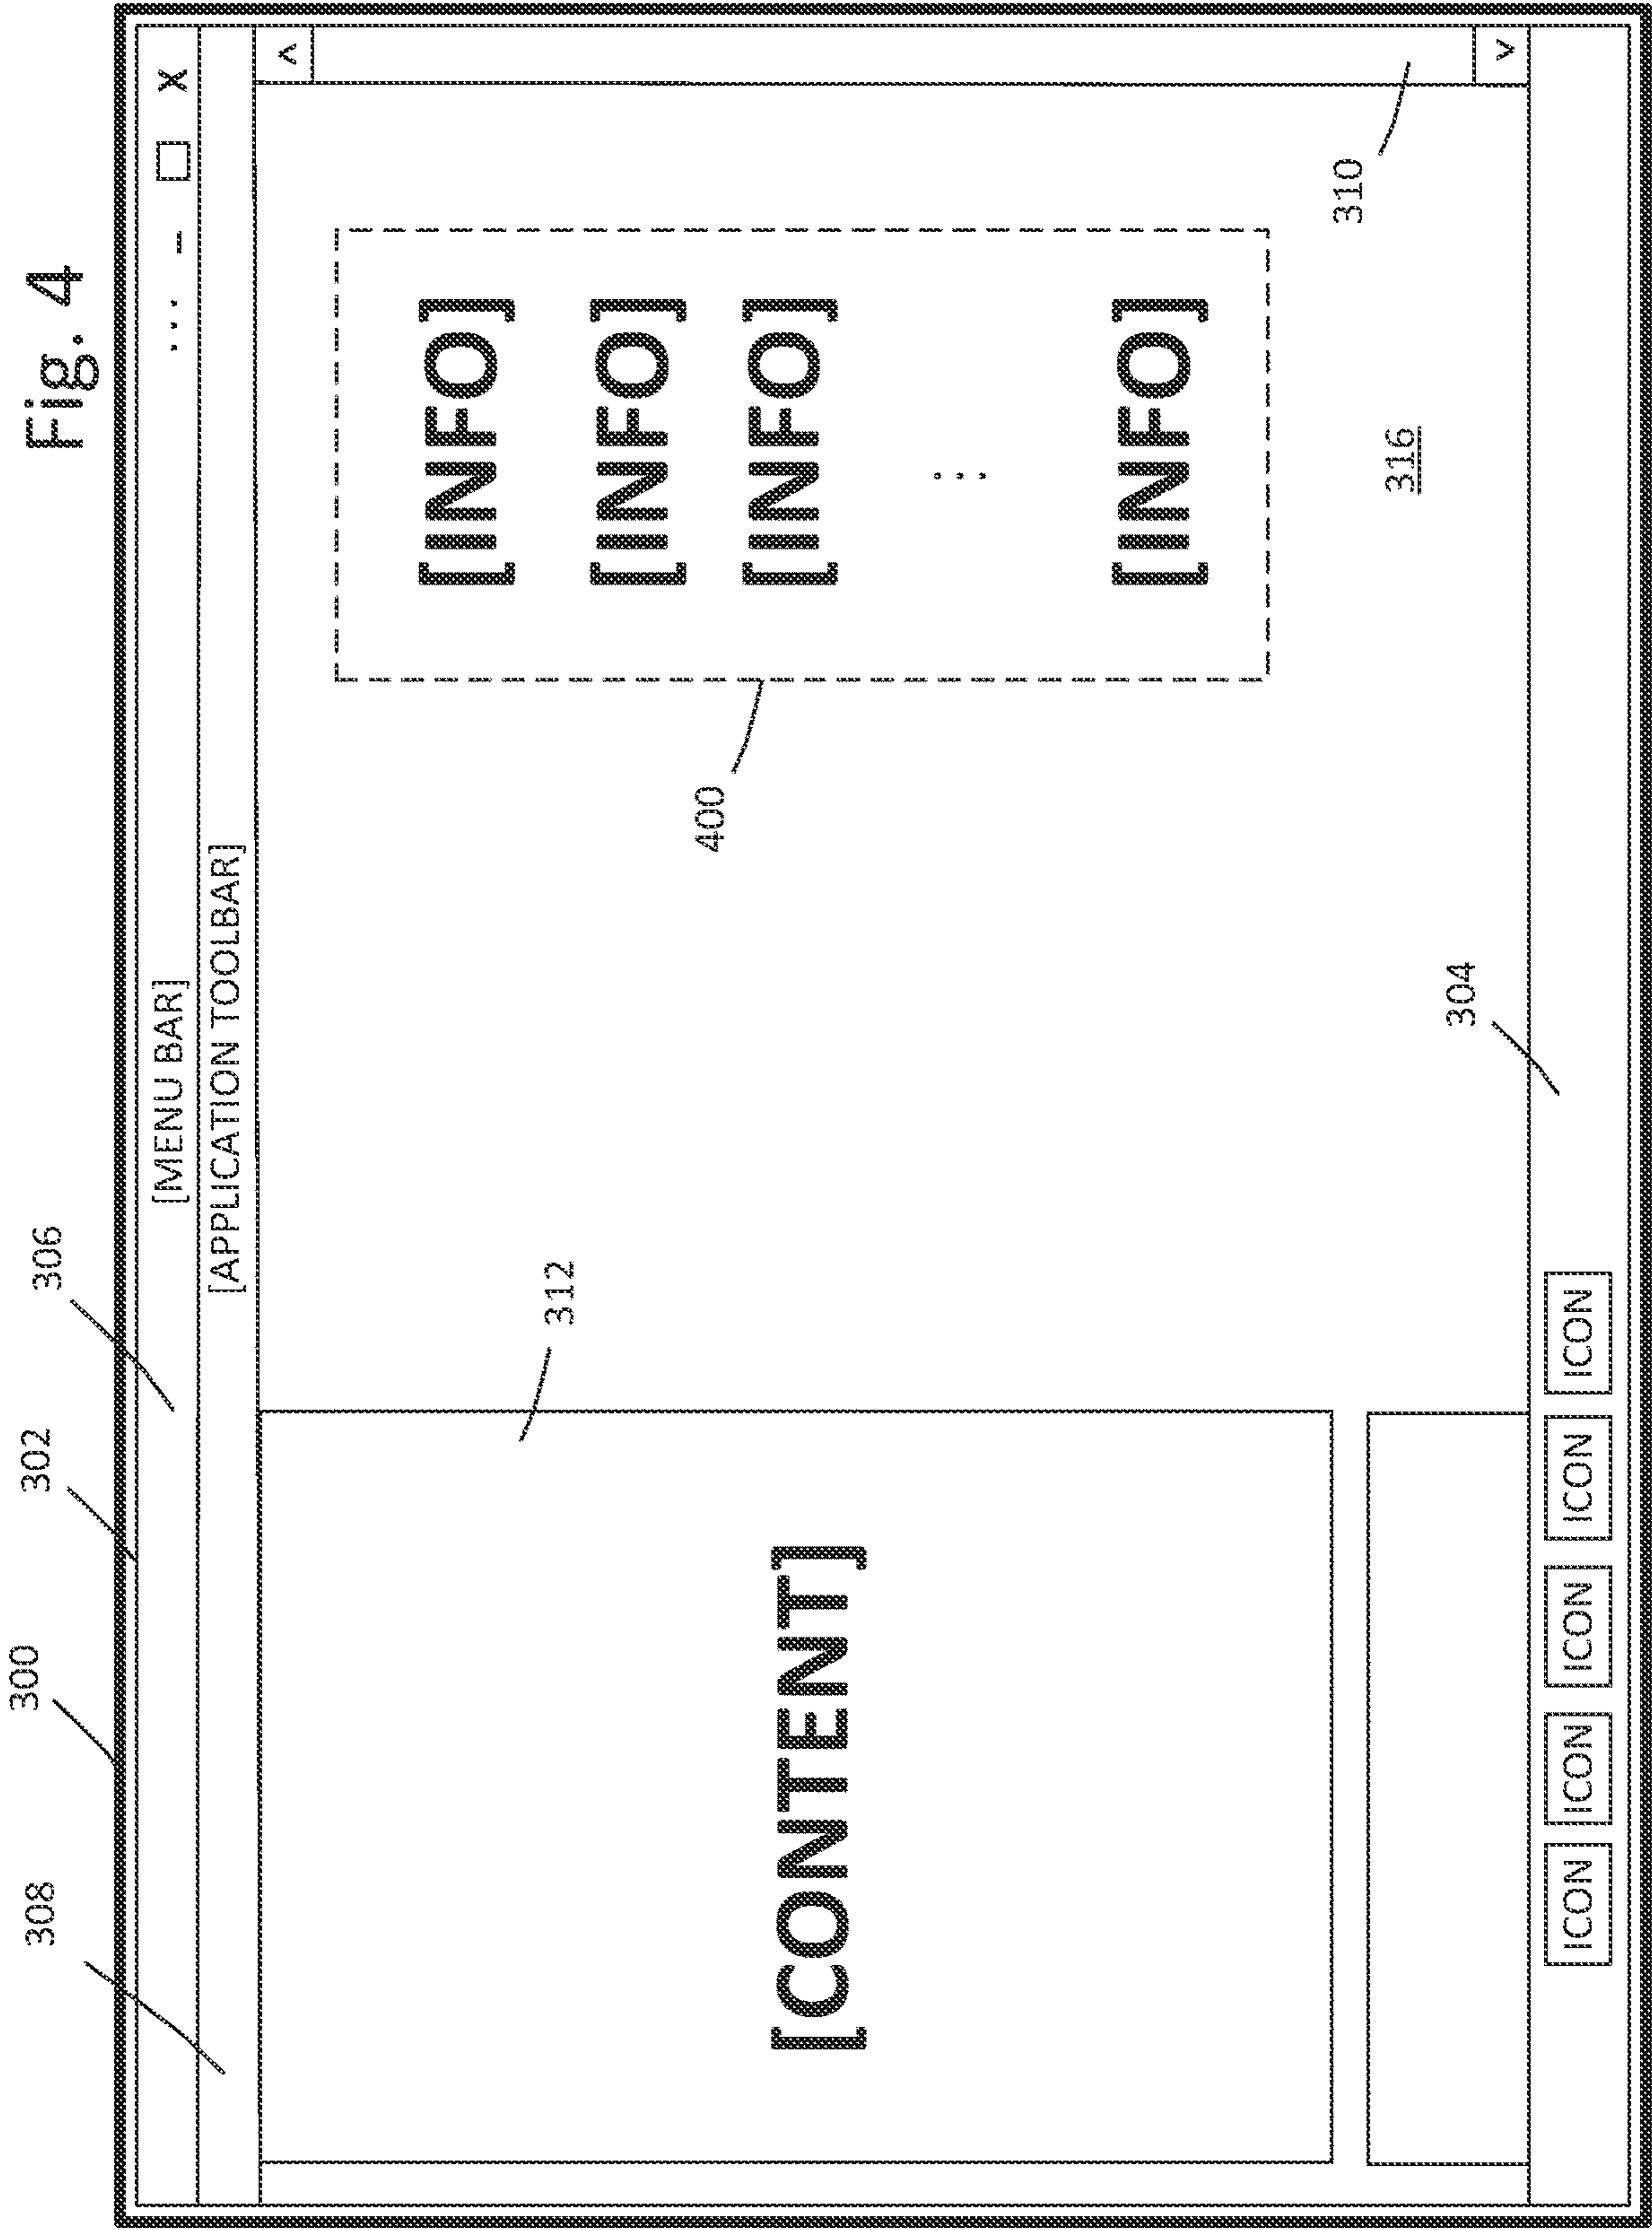 Fig. 4
308
300
302
306
[MENU BAR]
... – □ X
[APPLICATION TOOLBAR]
<
312
[INFO]
[INFO]
400
[INFO]
[CONTENT]
⋮
[INFO]
310
316
304
>
ICON
ICON
ICON
ICON
ICON